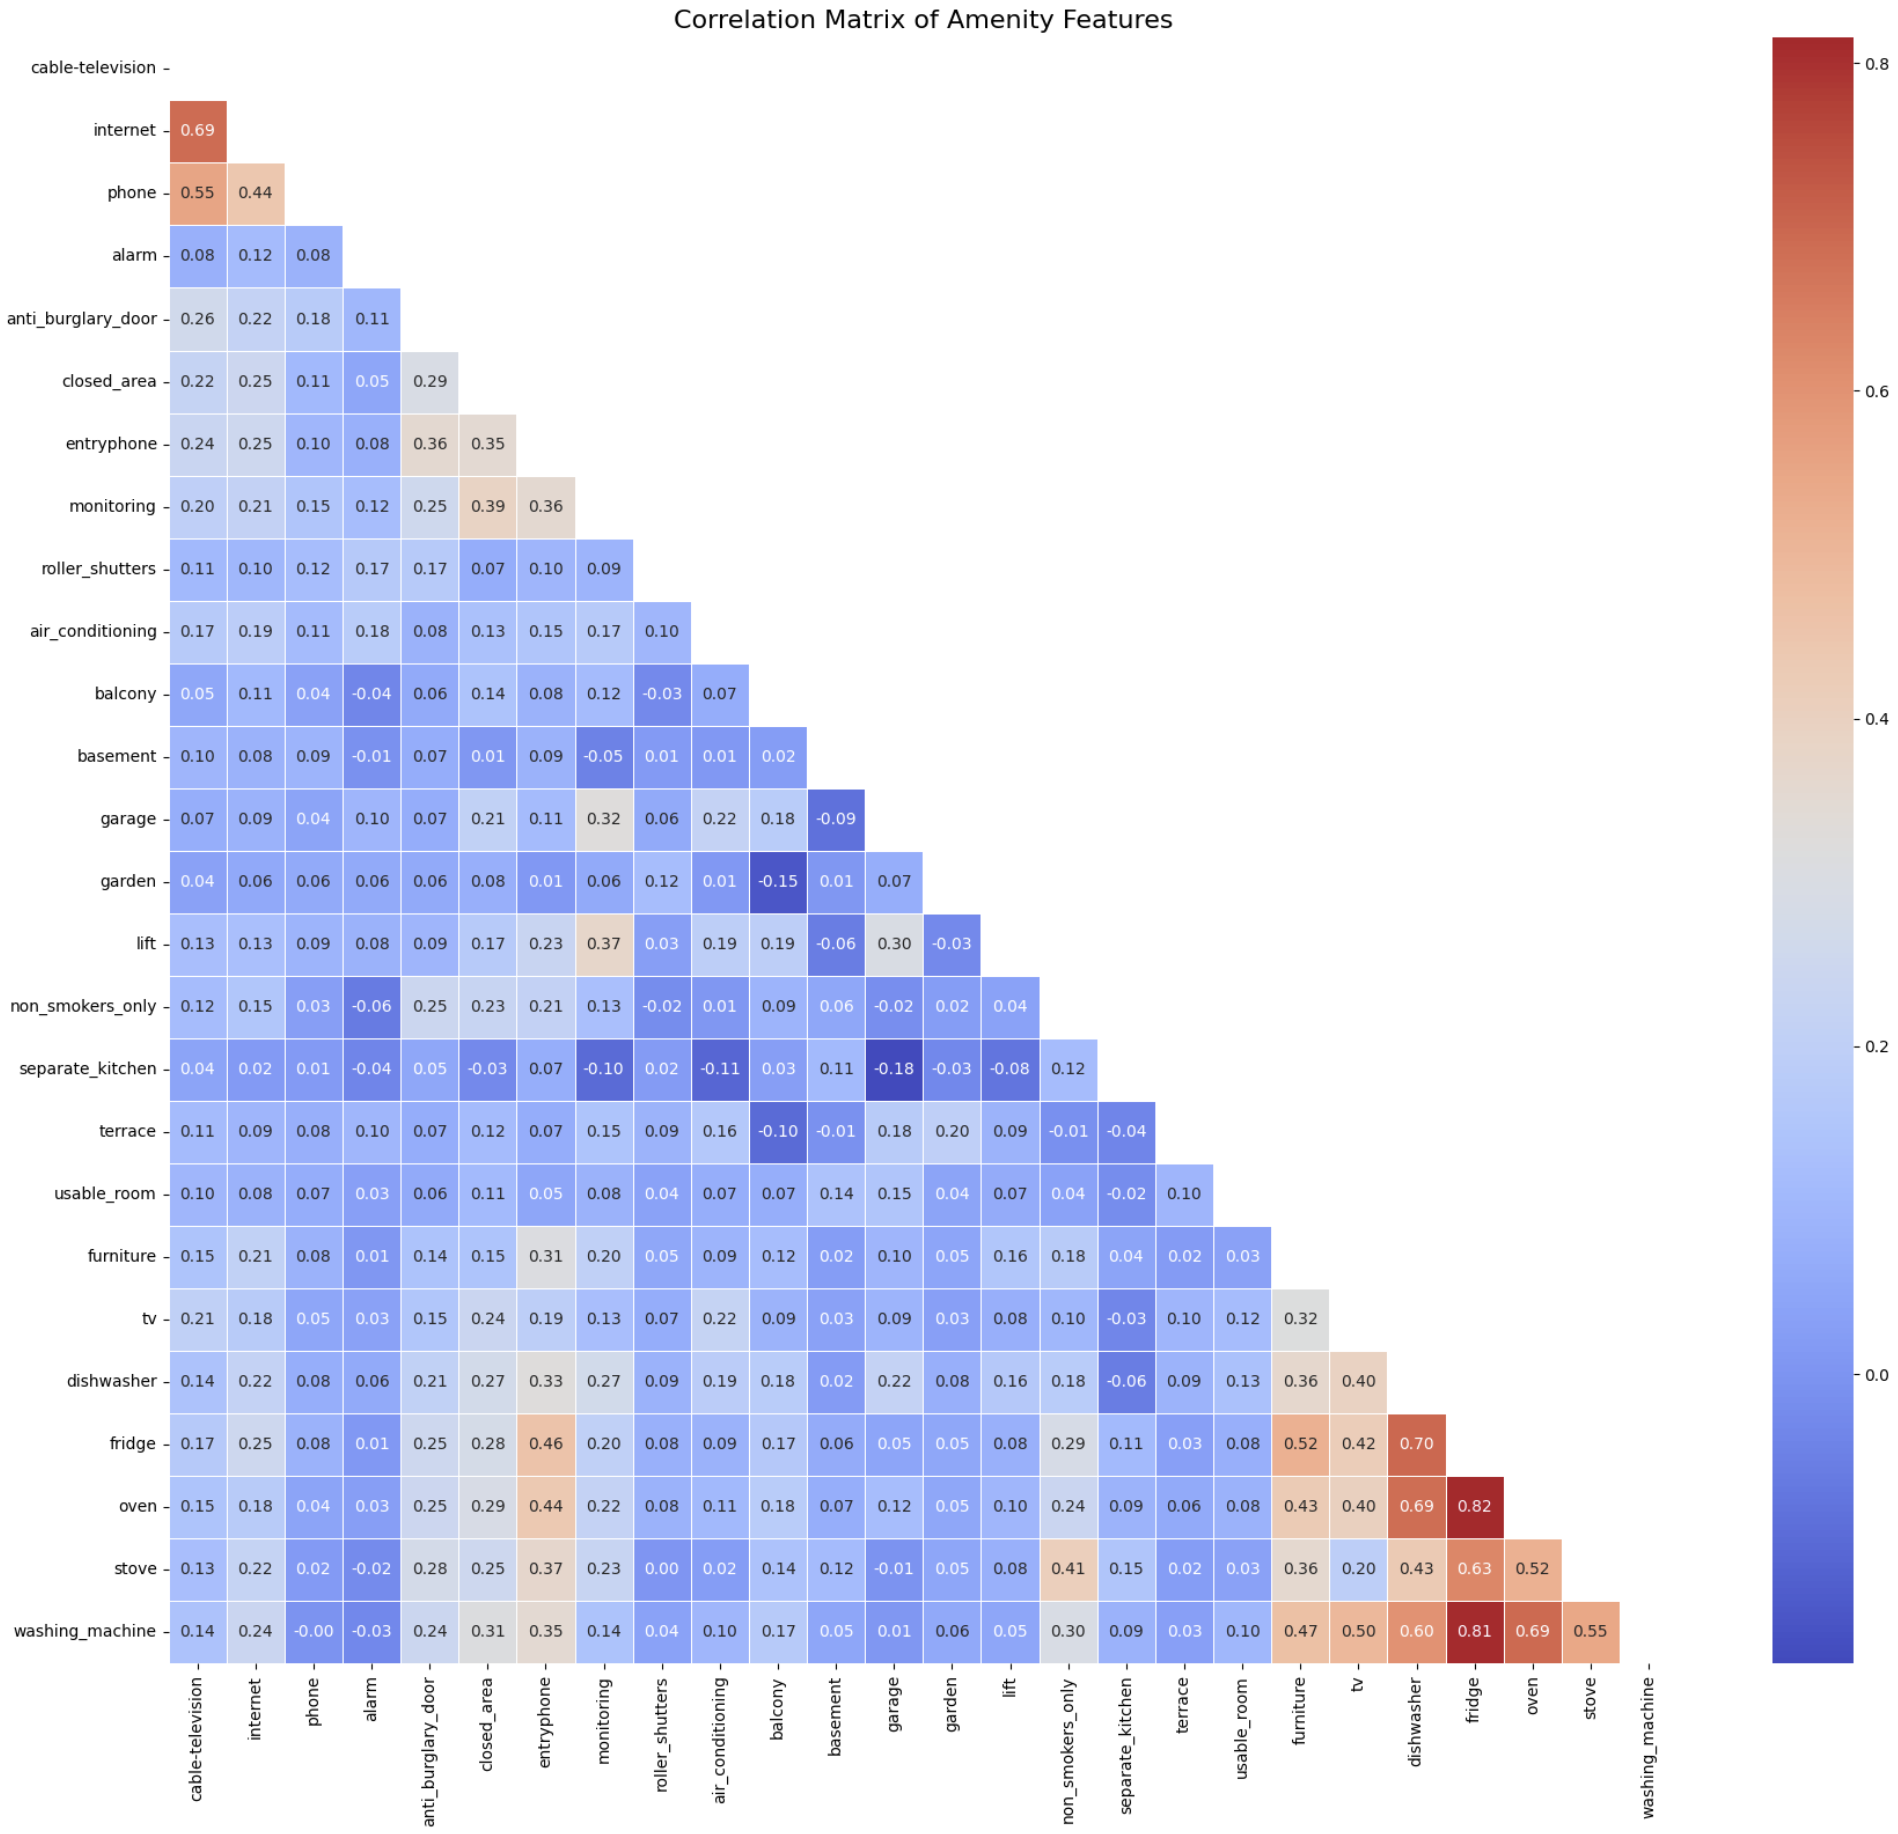 Correlation Matrix of Amenity Features
cable-television
internet 0.69
phone 0.55 0.44
alarm 0.08 0.12 0.08
anti_burglary_door 0.26 0.22 0.18 0.11
closed_area 0.22 0.25 0.11 0.05 0.29
entryphone 0.24 0.25 0.10 0.08 0.36 0.35
monitoring 0.20 0.21 0.15 0.12 0.25 0.39 0.36
roller_shutters 0.11 0.10 0.12 0.17 0.17 0.07 0.10 0.09
air_conditioning 0.17 0.19 0.11 0.18 0.08 0.13 0.15 0.17 0.10
balcony 0.05 0.11 0.04 -0.04 0.06 0.14 0.08 0.12 -0.03 0.07
basement 0.10 0.08 0.09 -0.01 0.07 0.01 0.09 -0.05 0.01 0.01 0.02
garage 0.07 0.09 0.04 0.10 0.07 0.21 0.11 0.32 0.06 0.22 0.18 -0.09
garden 0.04 0.06 0.06 0.06 0.06 0.08 0.01 0.06 0.12 0.01 -0.15 0.01 0.07
lift 0.13 0.13 0.09 0.08 0.09 0.17 0.23 0.37 0.03 0.19 0.19 -0.06 0.30 -0.03
non_smokers_only 0.12 0.15 0.03 -0.06 0.25 0.23 0.21 0.13 -0.02 0.01 0.09 0.06 -0.02 0.02 0.04
separate_kitchen 0.04 0.02 0.01 -0.04 0.05 -0.03 0.07 -0.10 0.02 -0.11 0.03 0.11 -0.18 -0.03 -0.08 0.12
terrace 0.11 0.09 0.08 0.10 0.07 0.12 0.07 0.15 0.09 0.16 -0.10 -0.01 0.18 0.20 0.09 -0.01 -0.04
usable_room 0.10 0.08 0.07 0.03 0.06 0.11 0.05 0.08 0.04 0.07 0.07 0.14 0.15 0.04 0.07 0.04 -0.02 0.10
furniture 0.15 0.21 0.08 0.01 0.14 0.15 0.31 0.20 0.05 0.09 0.12 0.02 0.10 0.05 0.16 0.18 0.04 0.02 0.03
tv 0.21 0.18 0.05 0.03 0.15 0.24 0.19 0.13 0.07 0.22 0.09 0.03 0.09 0.03 0.08 0.10 -0.03 0.10 0.12 0.32
dishwasher 0.14 0.22 0.08 0.06 0.21 0.27 0.33 0.27 0.09 0.19 0.18 0.02 0.22 0.08 0.16 0.18 -0.06 0.09 0.13 0.36 0.40
fridge 0.17 0.25 0.08 0.01 0.25 0.28 0.46 0.20 0.08 0.09 0.17 0.06 0.05 0.05 0.08 0.29 0.11 0.03 0.08 0.52 0.42 0.70
oven 0.15 0.18 0.04 0.03 0.25 0.29 0.44 0.22 0.08 0.11 0.18 0.07 0.12 0.05 0.10 0.24 0.09 0.06 0.08 0.43 0.40 0.69 0.82
stove 0.13 0.22 0.02 -0.02 0.28 0.25 0.37 0.23 0.00 0.02 0.14 0.12 -0.01 0.05 0.08 0.41 0.15 0.02 0.03 0.36 0.20 0.43 0.63 0.52
washing_machine 0.14 0.24 -0.00 -0.03 0.24 0.31 0.35 0.14 0.04 0.10 0.17 0.05 0.01 0.06 0.05 0.30 0.09 0.03 0.10 0.47 0.50 0.60 0.81 0.69 0.55
cable-television
internet
phone
alarm
anti_burglary_door
closed_area
entryphone
monitoring
roller_shutters
air_conditioning
balcony
basement
garage
garden
lift
non_smokers_only
separate_kitchen
terrace
usable_room
furniture
tv
dishwasher
fridge
oven
stove
washing_machine
0.8
0.6
0.4
0.2
0.0